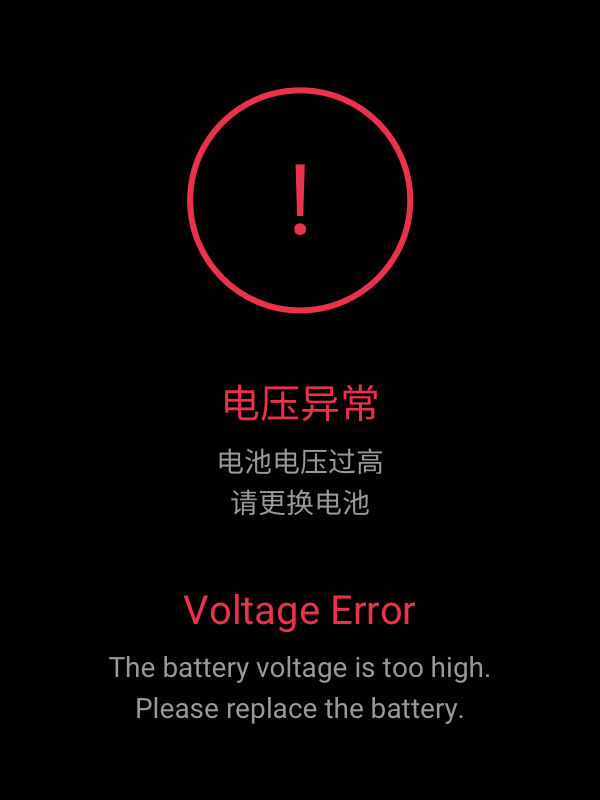 !
电压异常
电池电压过高
请更换电池
Voltage Error
The battery voltage is too high.
Please replace the battery.